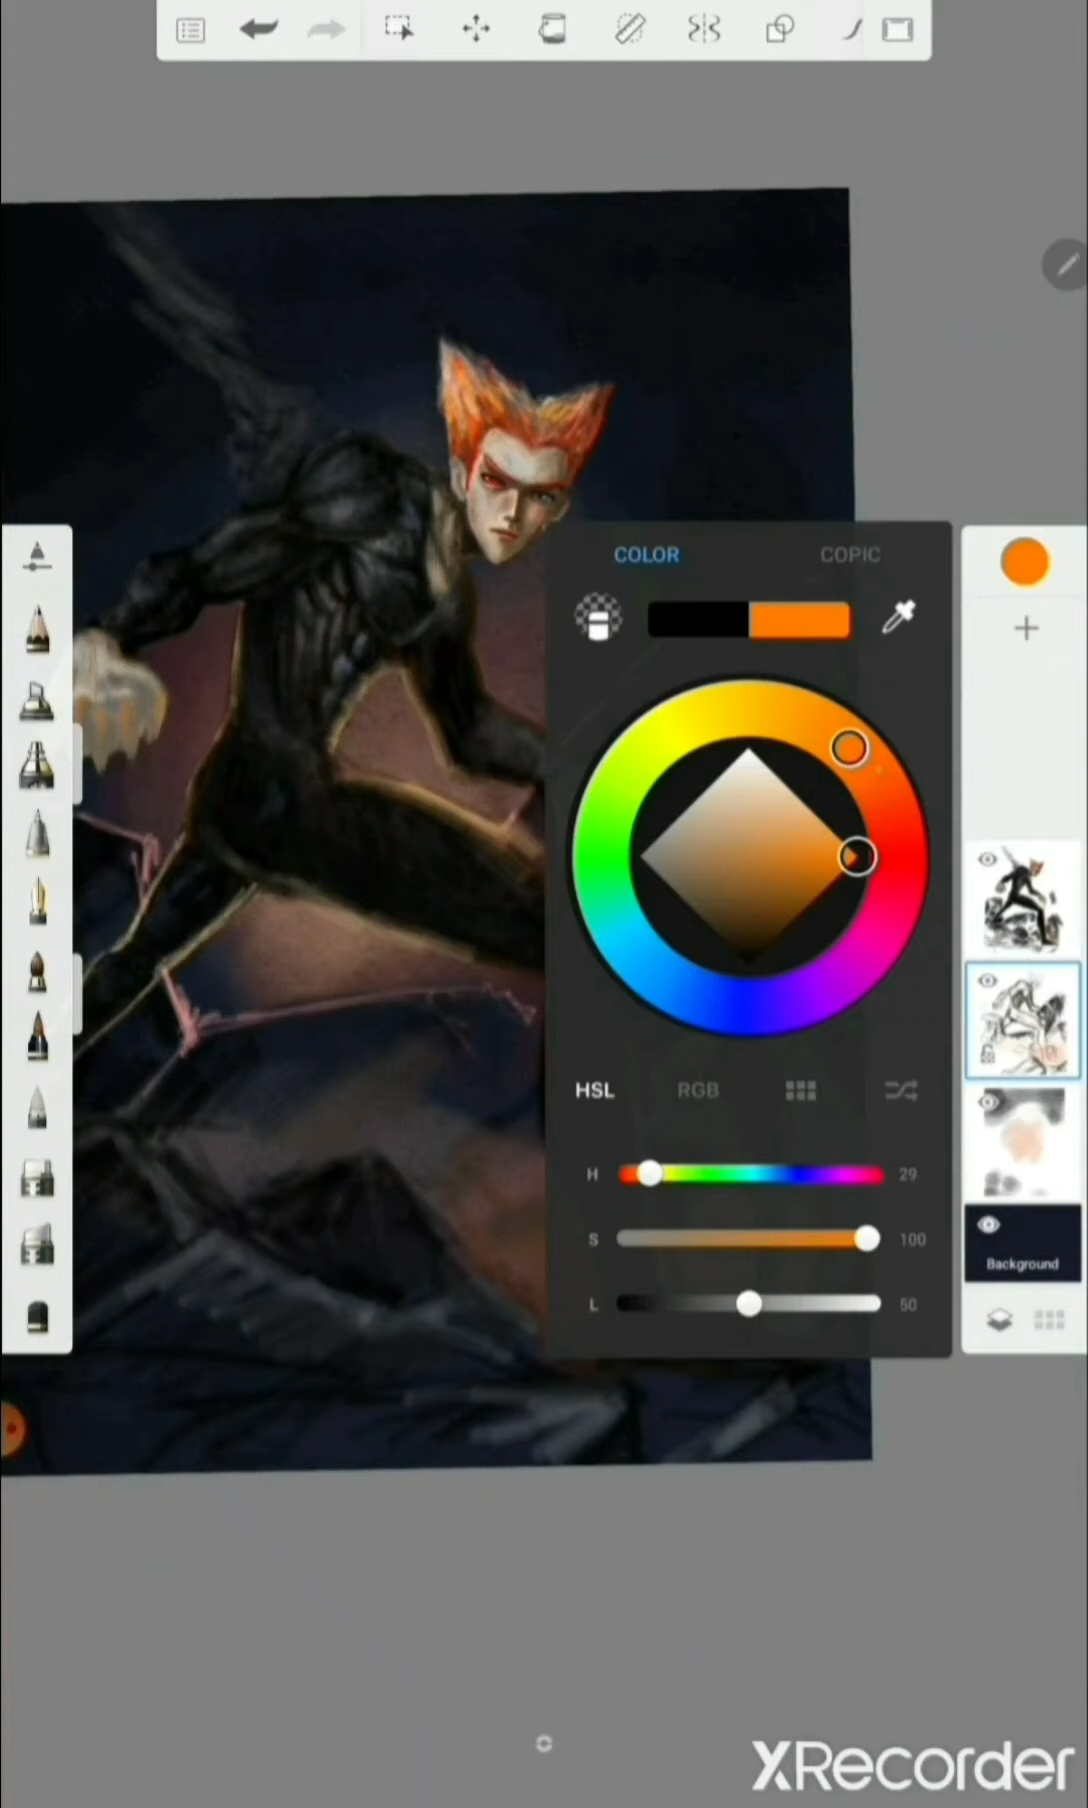 COLOR COPIC
HSL RGB
H 29
S 100
L 50
Background
XRecorder